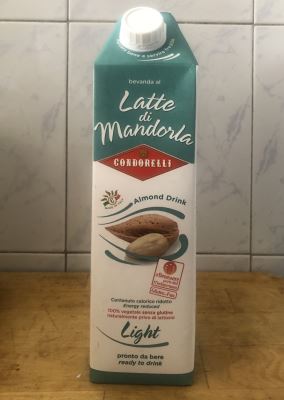 bevanda al
Latte
di
Mandorla
CONDORELLI
Almond Drink
Contenuto calorico ridotto
Energy reduced
100% vegetale senza glutine
naturalmente privo di lattosio
Light
pronto da bere
ready to drink